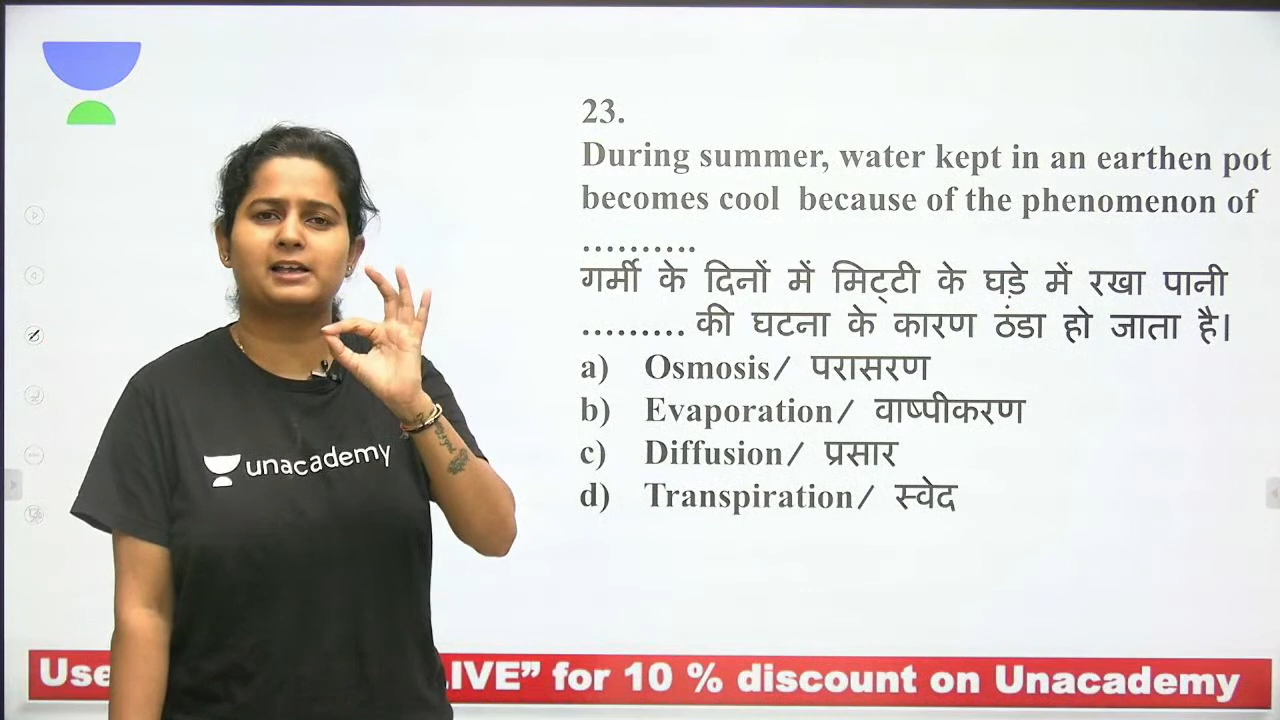 23.
During summer, water kept in an earthen pot
becomes cool because of the phenomenon of
..........
गर्मी के दिनों में मिट्टी के घड़े में रखा पानी
......... की घटना के कारण ठंडा हो जाता है।
a) Osmosis/ परासरण
b) Evaporation/ वाष्पीकरण
c) Diffusion/ प्रसार
d) Transpiration/ स्वेद
unacademy
Use IVE” for 10 % discount on Unacademy